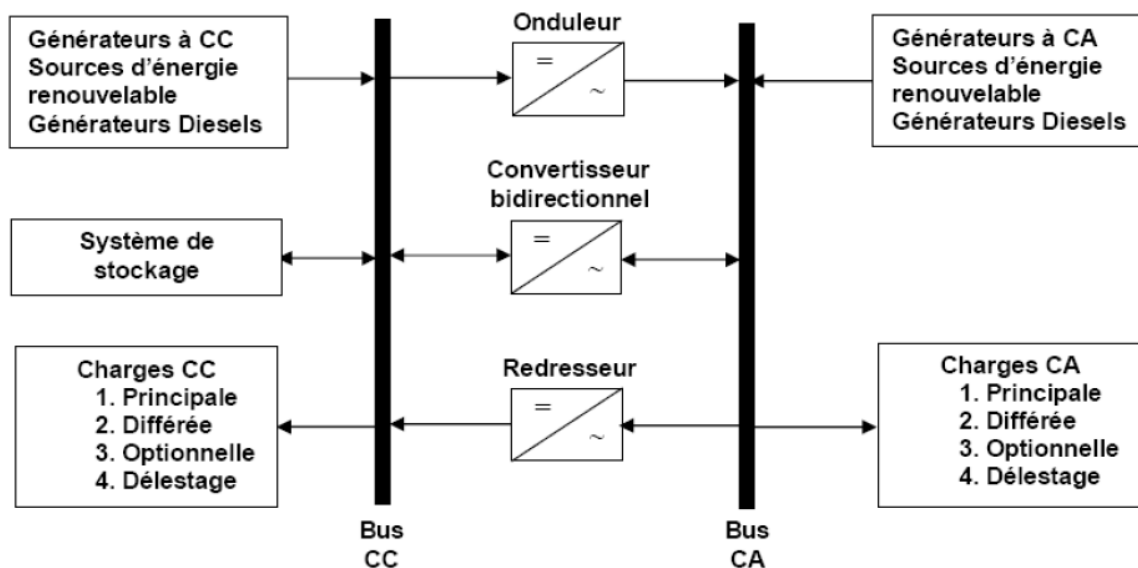 Générateurs à CC
Sources d'énergie
renouvelable
Générateurs Diesels
Onduleur
=
~
Générateurs à CA
Sources d'énergie
renouvelable
Générateurs Diesels
Système de
stockage
Convertisseur
bidirectionnel
=
~
Charges CC
1. Principale
2. Différée
3. Optionnelle
4. Délestage
Redresseur
=
~
Charges CA
1. Principale
2. Différée
3. Optionnelle
4. Délestage
Bus
CC
Bus
CA